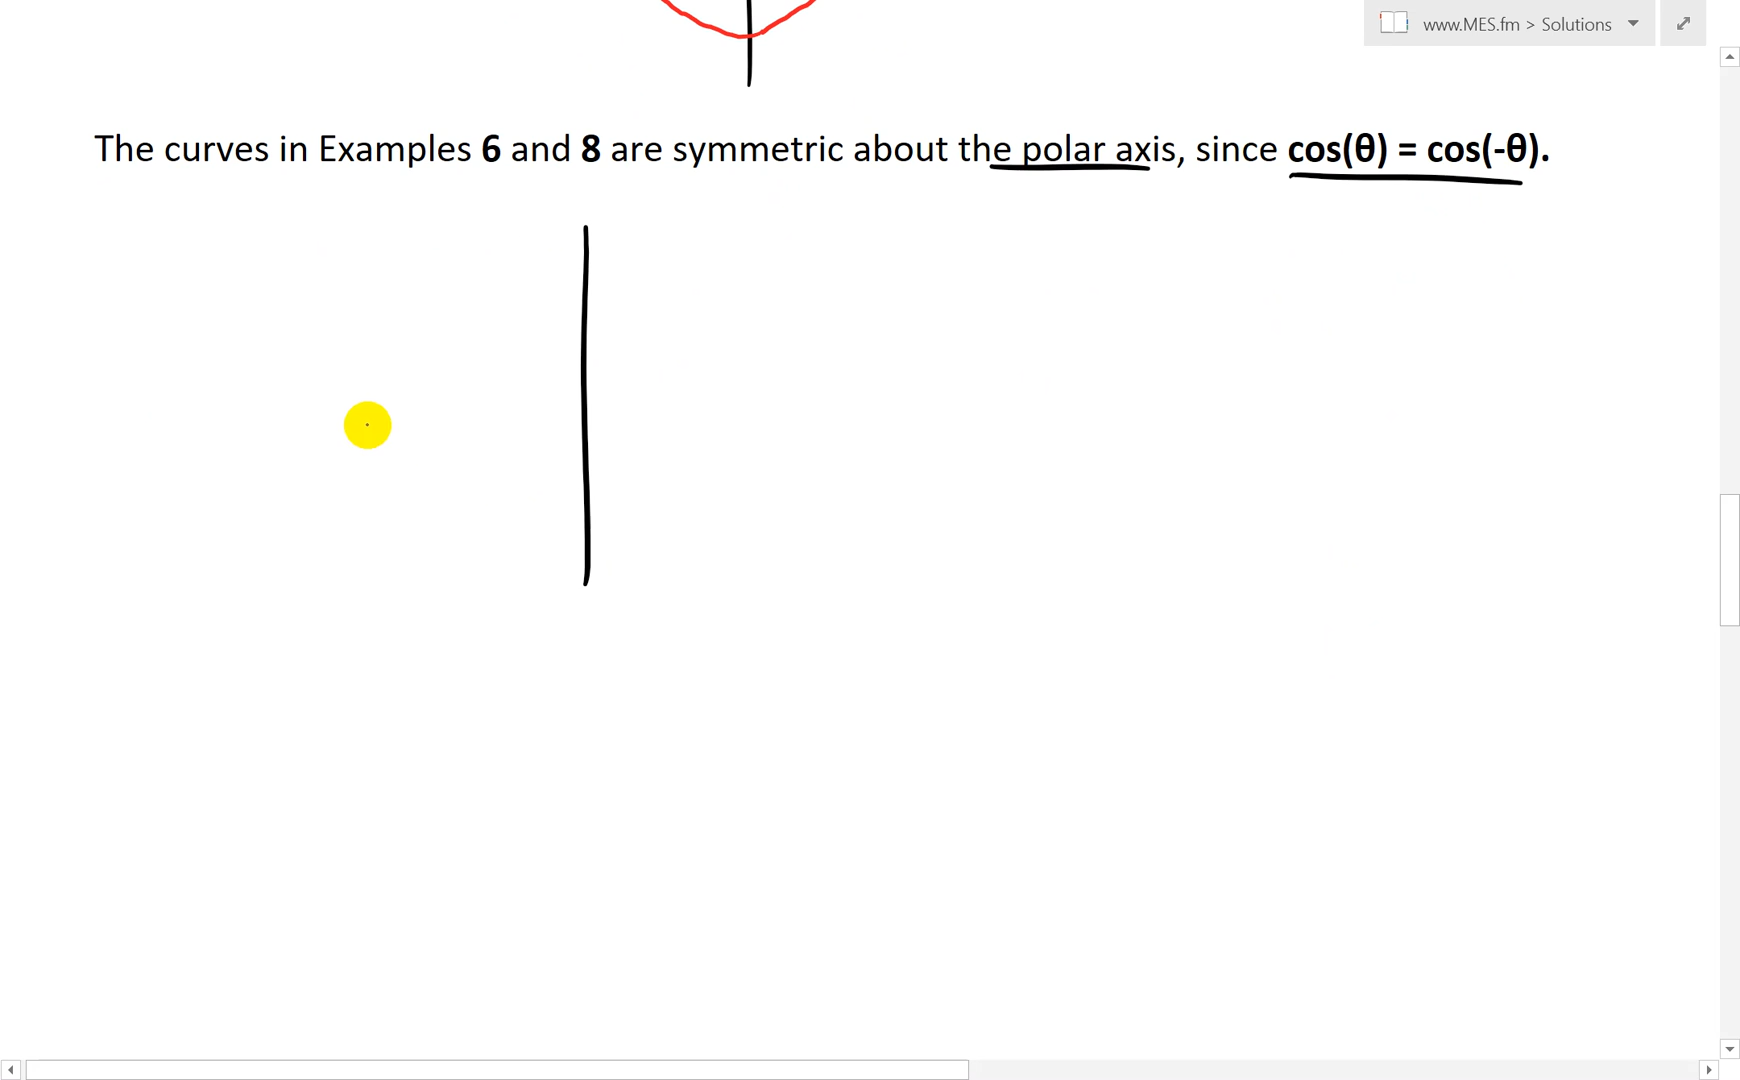 www.MES.fm > Solutions
The curves in Examples 6 and 8 are symmetric about the polar axis, since cos(θ) = cos(-θ).